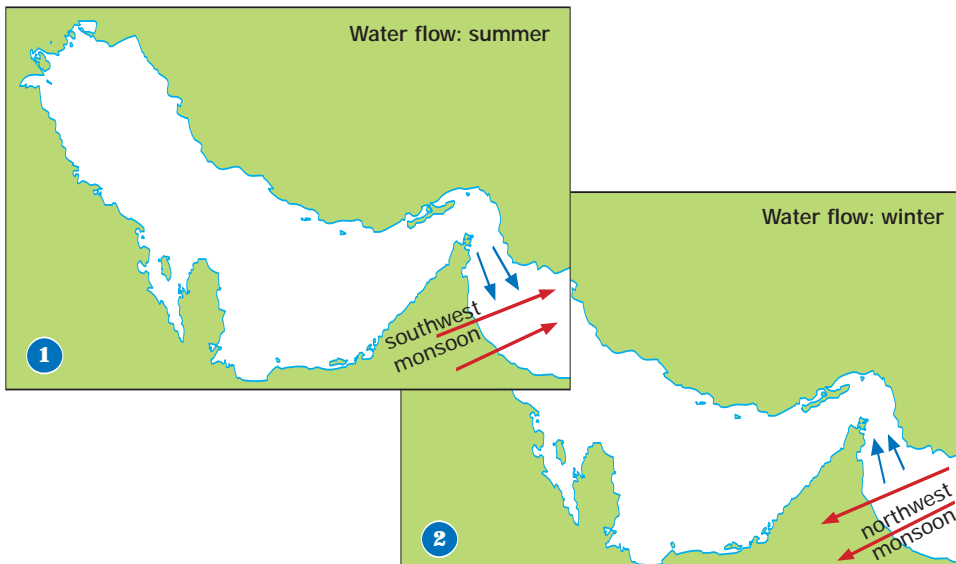 Water flow: summer
southwest
monsoon
1
Water flow: winter
northwest
monsoon
2